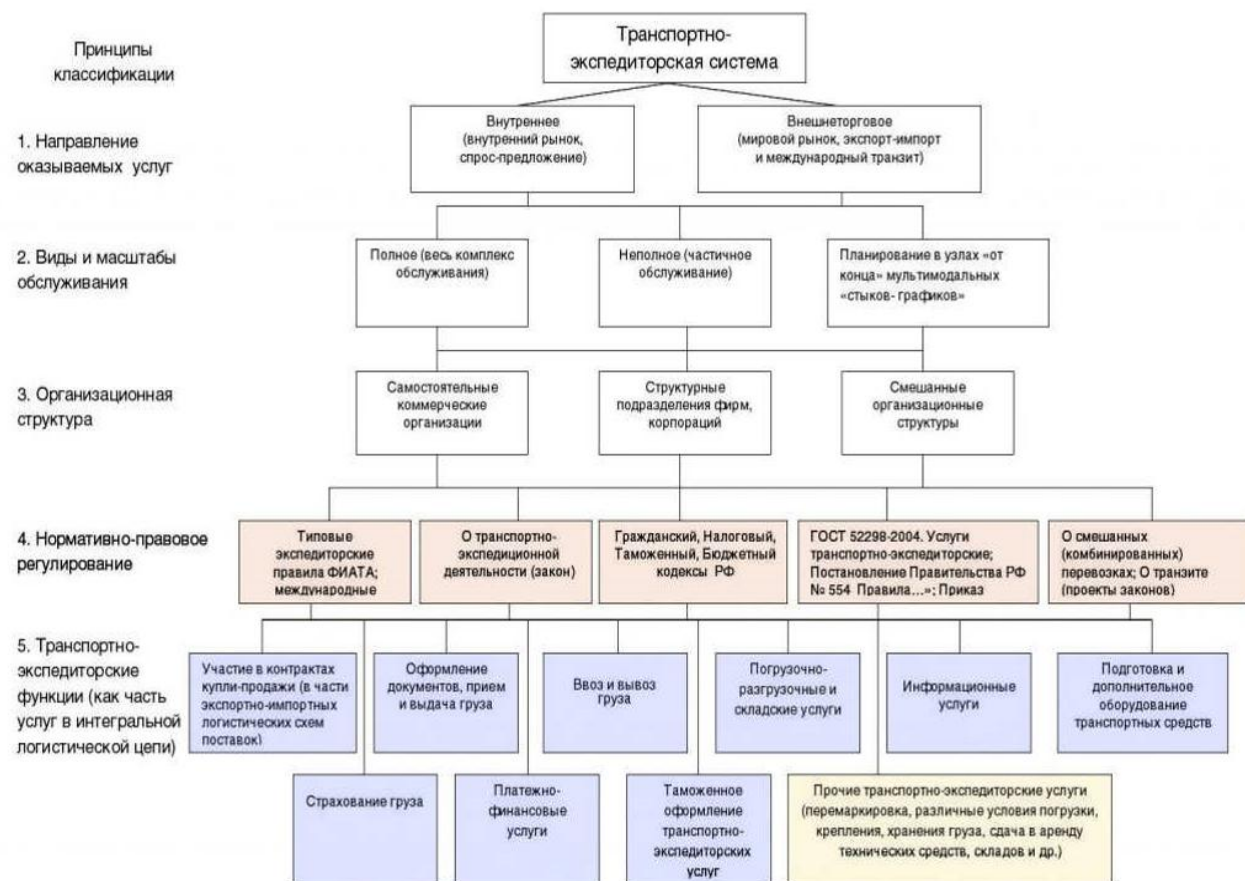 Принципы
классификации
Транспортно-
экспедиторская система
1. Направление
оказываемых услуг
Внутреннее
(внутренний рынок,
спрос-предложение)
Внешнеторговое
(мировой рынок, экспорт-импорт
и международный транзит)
2. Виды и масштабы
обслуживания
Полное (весь комплекс
обслуживания)
Неполное (частичное
обслуживание)
Планирование в узлах «от
конца» мультимодальных
«стыков- графиков»
3. Организационная
структура
Самостоятельные
коммерческие
организации
Структурные
подразделения фирм,
корпораций
Смешанные
организационные
структуры
4. Нормативно-правовое
регулирование
Типовые
экспедиторские
правила ФИАТА;
международные
О транспортно-
экспедиционной
деятельности (закон)
Гражданский, Налоговый,
Таможенный, Бюджетный
кодексы РФ
ГОСТ 52298-2004. Услуги
транспортно-экспедиторские;
Постановление Правительства РФ
№ 554 Правила...»; Приказ
О смешанных
(комбинированных)
перевозках; О транзите
(проекты законов)
5. Транспортно-
экспедиторские
функции (как часть
услуг в интегральной
логистической цепи)
Участие в контрактах
купли-продажи (в части
экспортно-импортных
логистических схем
поставок)
Оформление
документов, прием
и выдача груза
Ввоз и вывоз
груза
Погрузочно-
разгрузочные и
складские услуги
Информационные
услуги
Подготовка и
дополнительное
оборудование
транспортных средств
Страхование груза
Платежно-
финансовые
услуги
Таможенное
оформление
транспортно-
экспедиторских
услуг
Прочие транспортно-экспедиторские услуги
(перемаркировка, различные условия погрузки,
крепления, хранения груза, сдача в аренду
технических средств, складов и др.)